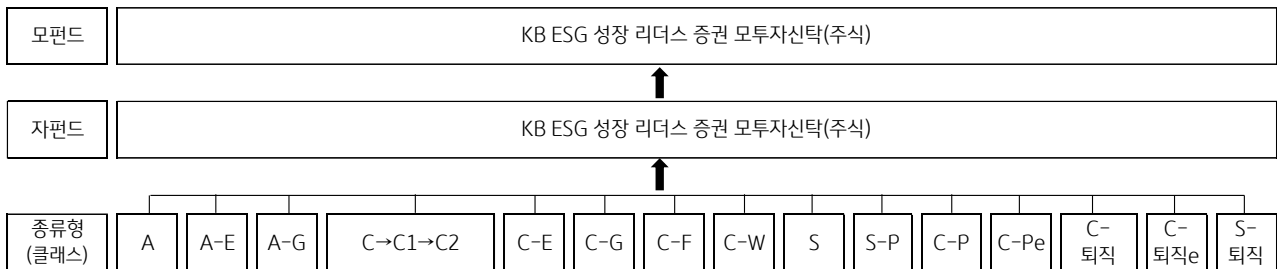 모펀드
KB ESG 성장 리더스 증권 모투자신탁(주식)
자펀드
KB ESG 성장 리더스 증권 모투자신탁(주식)
종류형
(클래스)
A
A-E
A-G
C→C1→C2
C-E
C-G
C-F
C-W
S
S-P
C-P
C-Pe
C-
퇴직
C-
퇴직e
S-
퇴직